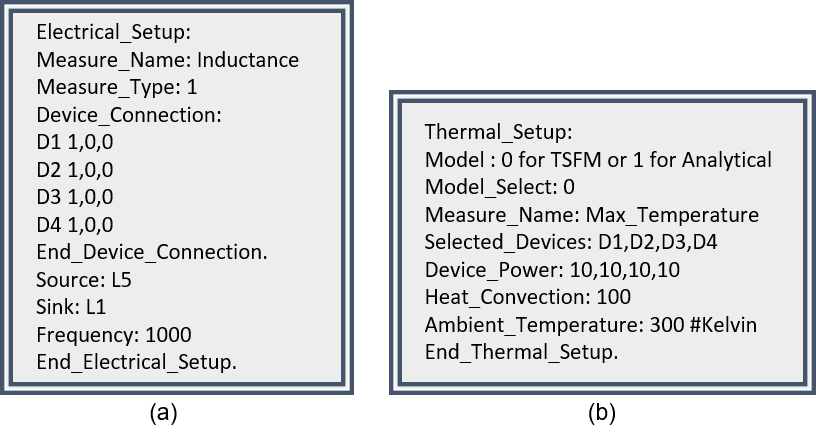 Electrical_Setup:
Measure_Name: Inductance
Measure_Type: 1
Device_Connection:
D1 1,0,0
D2 1,0,0
D3 1,0,0
D4 1,0,0
End_Device_Connection.
Source: L5
Sink: L1
Frequency: 1000
End_Electrical_Setup.
(a)
Thermal_Setup:
Model : 0 for TSFM or 1 for Analytical
Model_Select: 0
Measure_Name: Max_Temperature
Selected_Devices: D1,D2,D3,D4
Device_Power: 10,10,10,10
Heat_Convection: 100
Ambient_Temperature: 300 #Kelvin
End_Thermal_Setup.
(b)